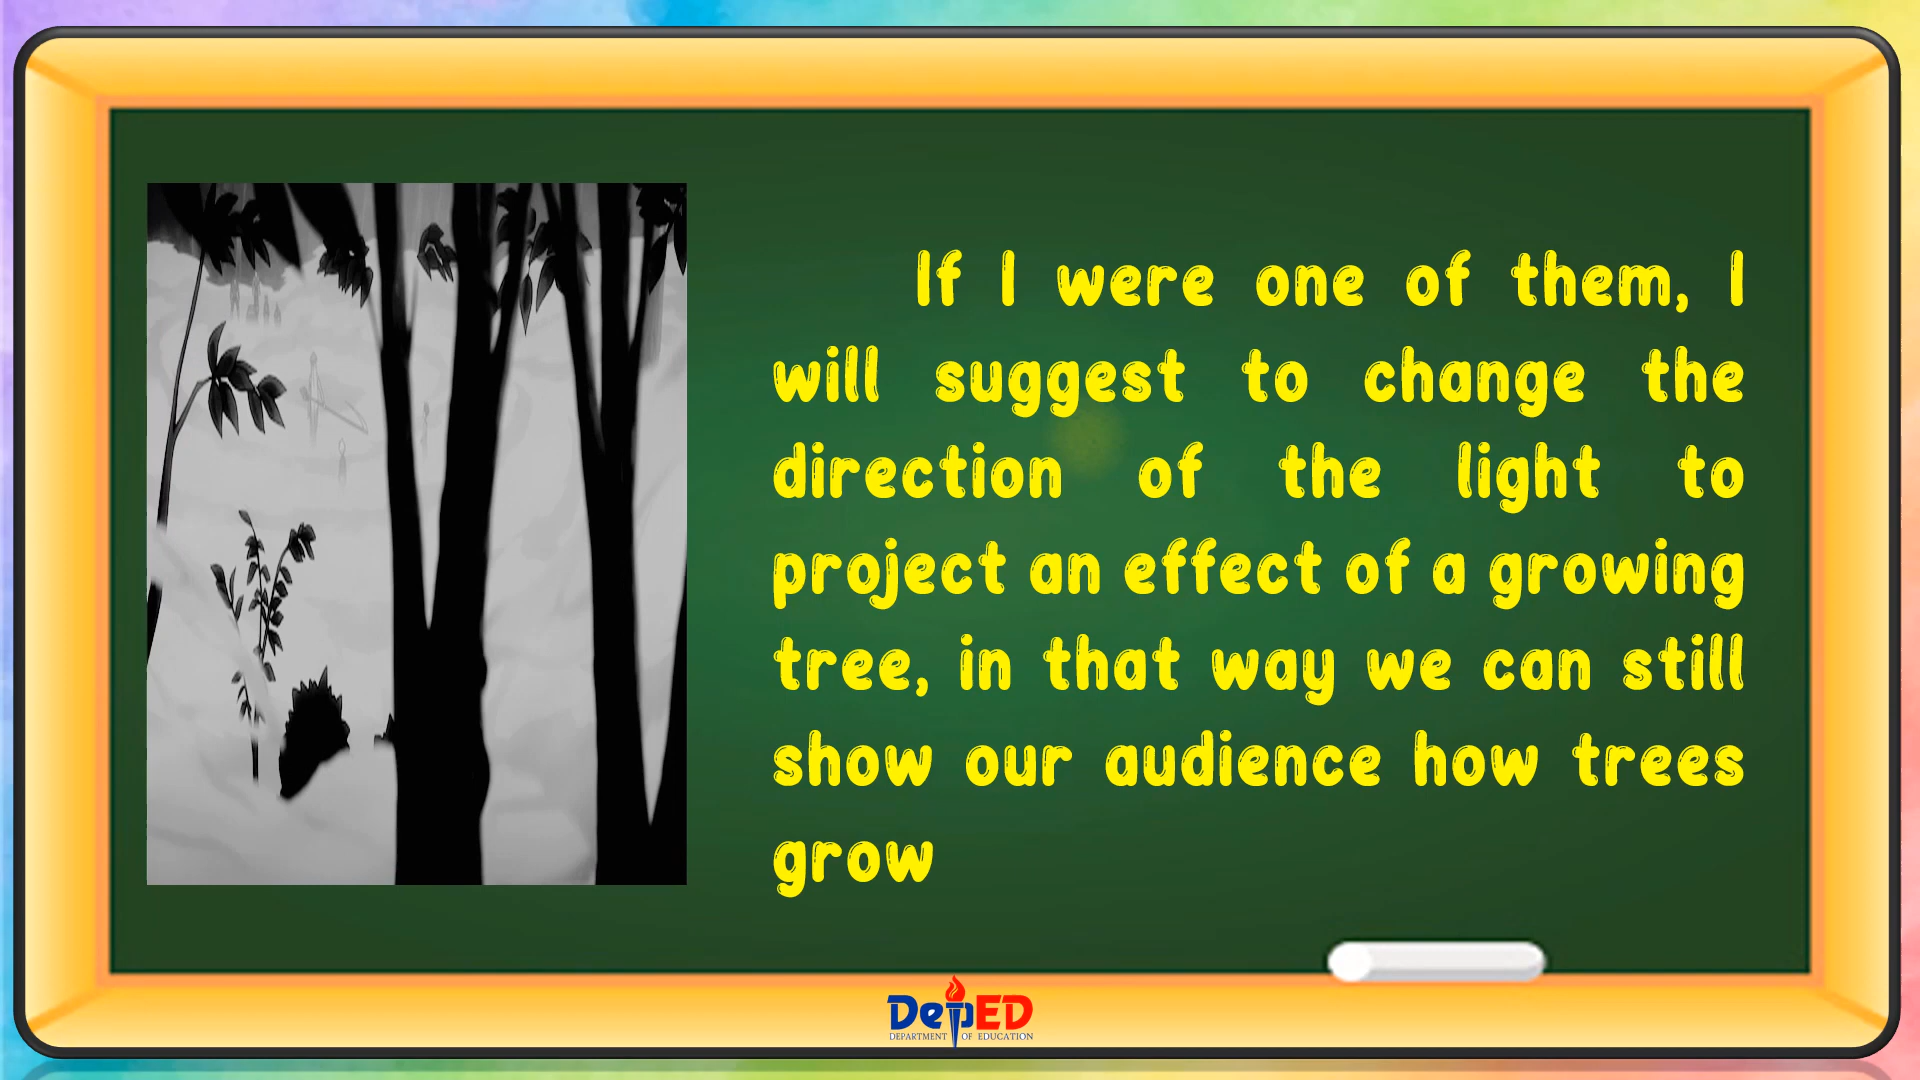 If I were one of them, I
will suggest to change the
direction of the light to
project an effect of a growing
tree, in that way we can still
show our audience how trees
grow
DepED
DEPARTMENT OF EDUCATION